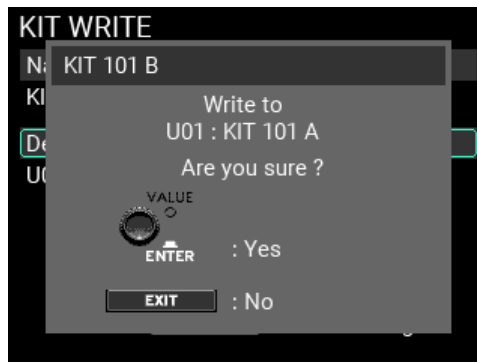 KIT WRITE
KIT 101 B
Write to
U01 : KIT 101 A
Are you sure ?
VALUE
ENTER : Yes
EXIT : No